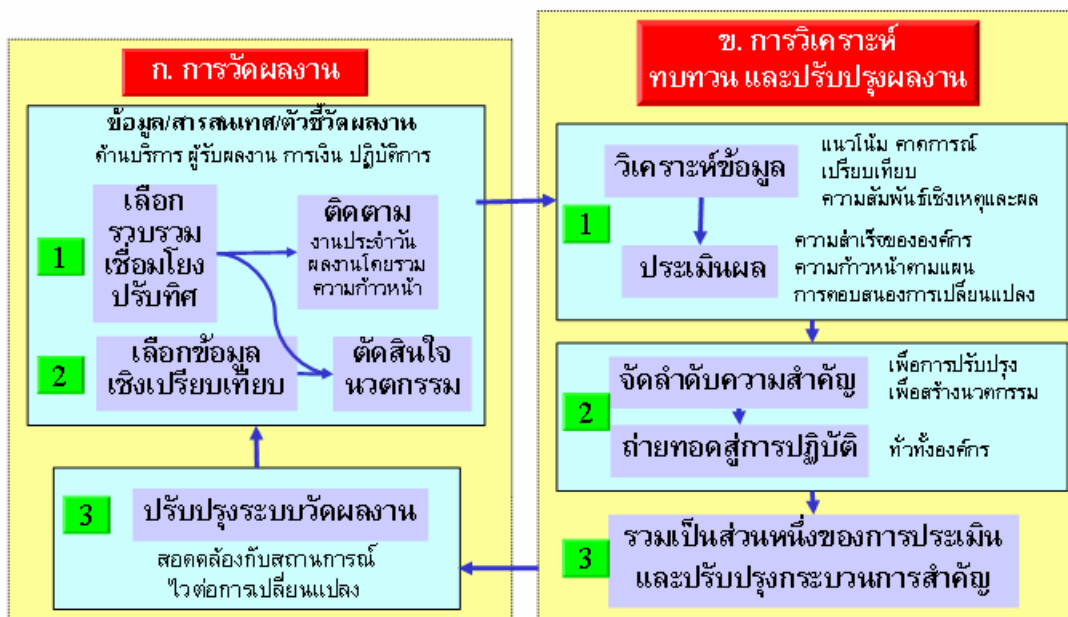 ก. การวัดผลงาน
ข้อมูล/สารสนเทศ/ตัวชี้วัดผลงาน
ด้านบริการ ผู้รับผลงาน การเงิน ปฏิบัติการ
1
เลือก
รวบรวม
เชื่อมโยง
ปรับทิศ
ติดตาม
งานประจำวัน
ผลงานโดยรวม
ความก้าวหน้า
2
เลือกข้อมูล
เชิงเปรียบเทียบ
ตัดสินใจ
นวตกรรม
3
ปรับปรุงระบบวัดผลงาน
สอดคล้องกับสถานการณ์
ไวต่อการเปลี่ยนแปลง
ข. การวิเคราะห์
ทบทวน และปรับปรุงผลงาน
1
วิเคราะห์ข้อมูล
แนวโน้ม คาดการณ์
เปรียบเทียบ
ความสัมพันธ์เชิงเหตุและผล
ประเมินผล
ความสำเร็จขององค์กร
ความก้าวหน้าตามแผน
การตอบสนองการเปลี่ยนแปลง
2
จัดลำดับความสำคัญ
เพื่อการปรับปรุง
เพื่อสร้างนวตกรรม
ถ่ายทอดสู่การปฏิบัติ
ทั่วทั้งองค์กร
3
รวมเป็นส่วนหนึ่งของการประเมิน
และปรับปรุงกระบวนการสำคัญ